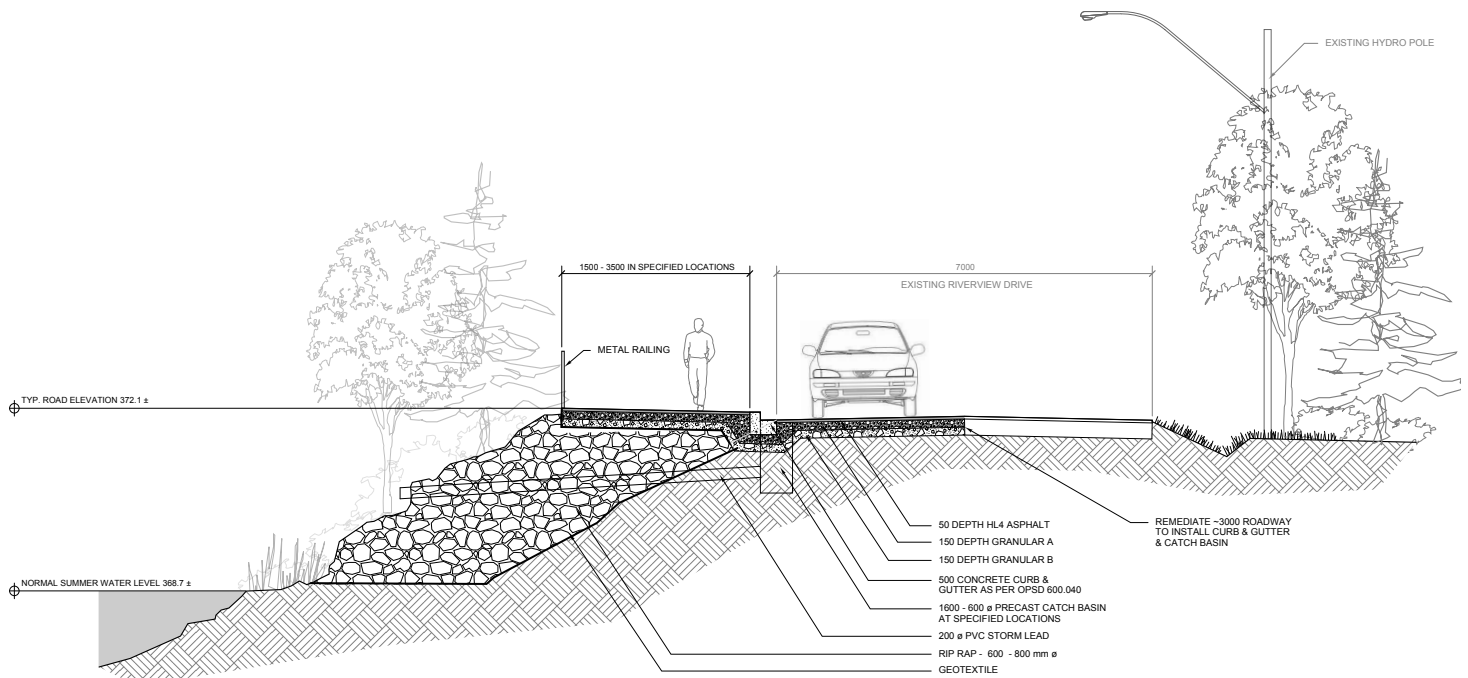 EXISTING HYDRO POLE
1500 - 3500 IN SPECIFIED LOCATIONS
7000
EXISTING RIVERVIEW DRIVE
METAL RAILING
TYP. ROAD ELEVATION 372.1 ±
50 DEPTH HL4 ASPHALT
150 DEPTH GRANULAR A
150 DEPTH GRANULAR B
500 CONCRETE CURB &
GUTTER AS PER OPSD 600.040
1600 - 600 ø PRECAST CATCH BASIN
AT SPECIFIED LOCATIONS
200 ø PVC STORM LEAD
RIP RAP - 600 - 800 mm ø
GEOTEXTILE
REMEDIATE ~3000 ROADWAY
TO INSTALL CURB & GUTTER
& CATCH BASIN
NORMAL SUMMER WATER LEVEL 368.7 ±